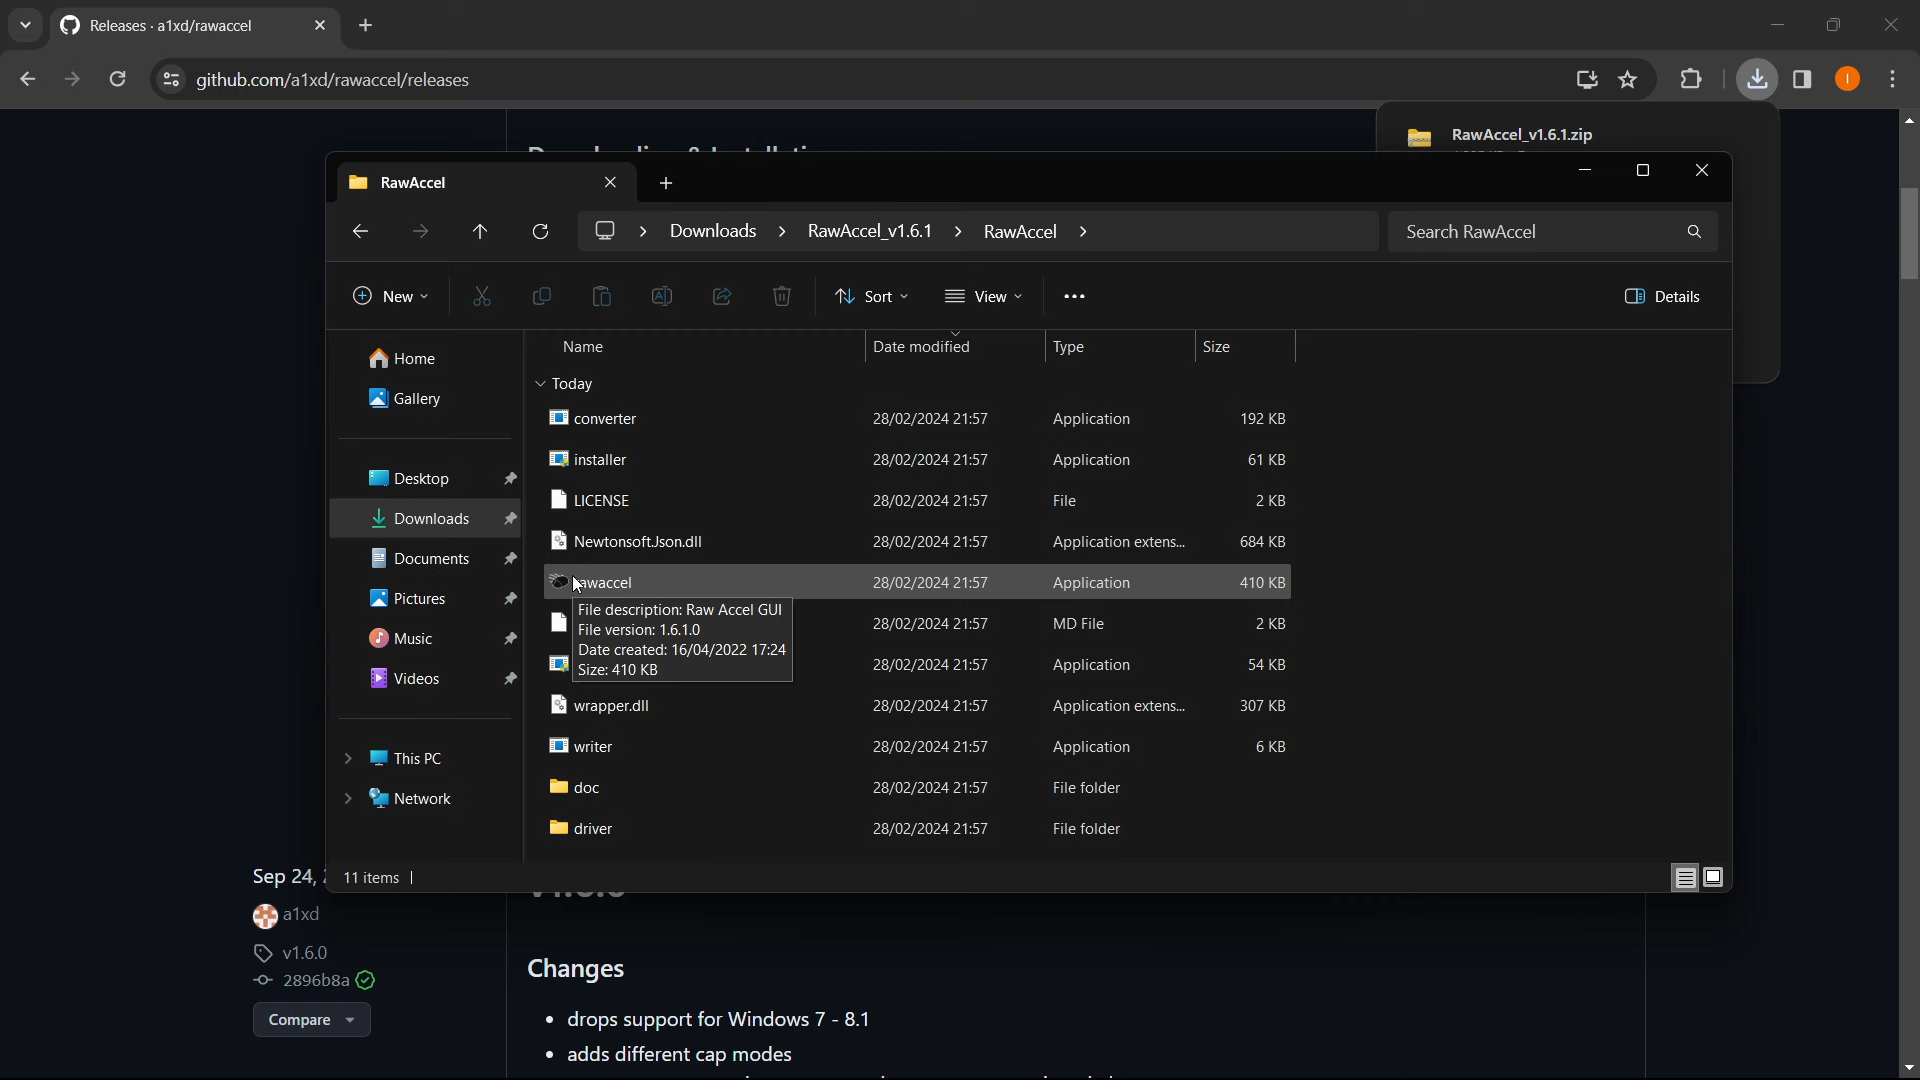 Releases · a1xd/rawaccel
github.com/a1xd/rawaccel/releases
I
RawAccel_v1.6.1.zip
RawAccel
Downloads
RawAccel_v1.6.1
RawAccel
Search RawAccel
New
Sort
View
Details
Home
Gallery
Desktop
Downloads
Documents
Pictures
Music
Videos
This PC
Network
Name Date modified Type Size
Today
converter 28/02/2024 21:57 Application 192 KB
installer 28/02/2024 21:57 Application 61 KB
LICENSE 28/02/2024 21:57 File 2 KB
Newtonsoft.Json.dll 28/02/2024 21:57 Application extens... 684 KB
rawaccel 28/02/2024 21:57 Application 410 KB
File description: Raw Accel GUI
File version: 1.6.1.0
Date created: 16/04/2022 17:24
Size: 410 KB
28/02/2024 21:57 MD File 2 KB
28/02/2024 21:57 Application 54 KB
wrapper.dll 28/02/2024 21:57 Application extens... 307 KB
writer 28/02/2024 21:57 Application 6 KB
doc 28/02/2024 21:57 File folder
driver 28/02/2024 21:57 File folder
11 items
Sep 24,
a1xd
v1.6.0
2896b8a
Compare
Changes
• drops support for Windows 7 - 8.1
• adds different cap modes